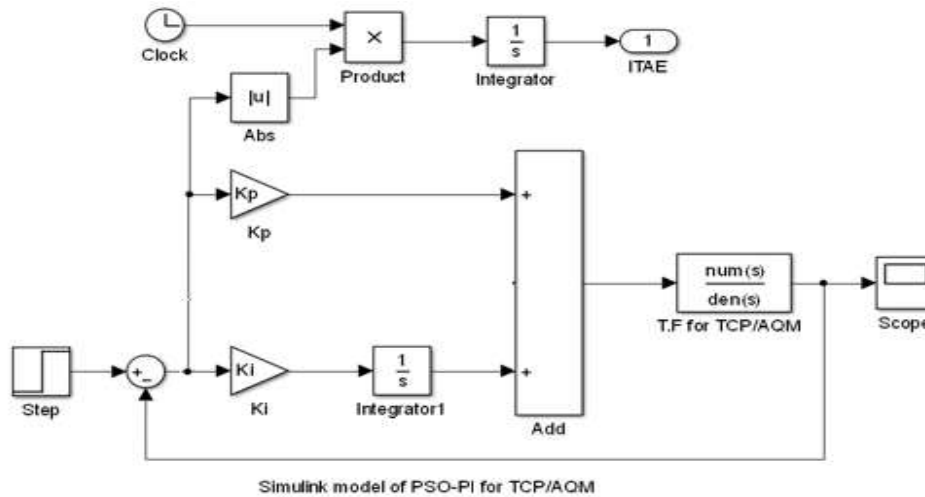 Clock
×
Product
1
s
Integrator
1
ITAE
|u|
Abs
Kp
Kp
+
Step
+
−
Ki
Ki
1
s
Integrator1
+
Add
num(s)
den(s)
T.F for TCP/AQM
Scope
Simulink model of PSO-PI for TCP/AQM